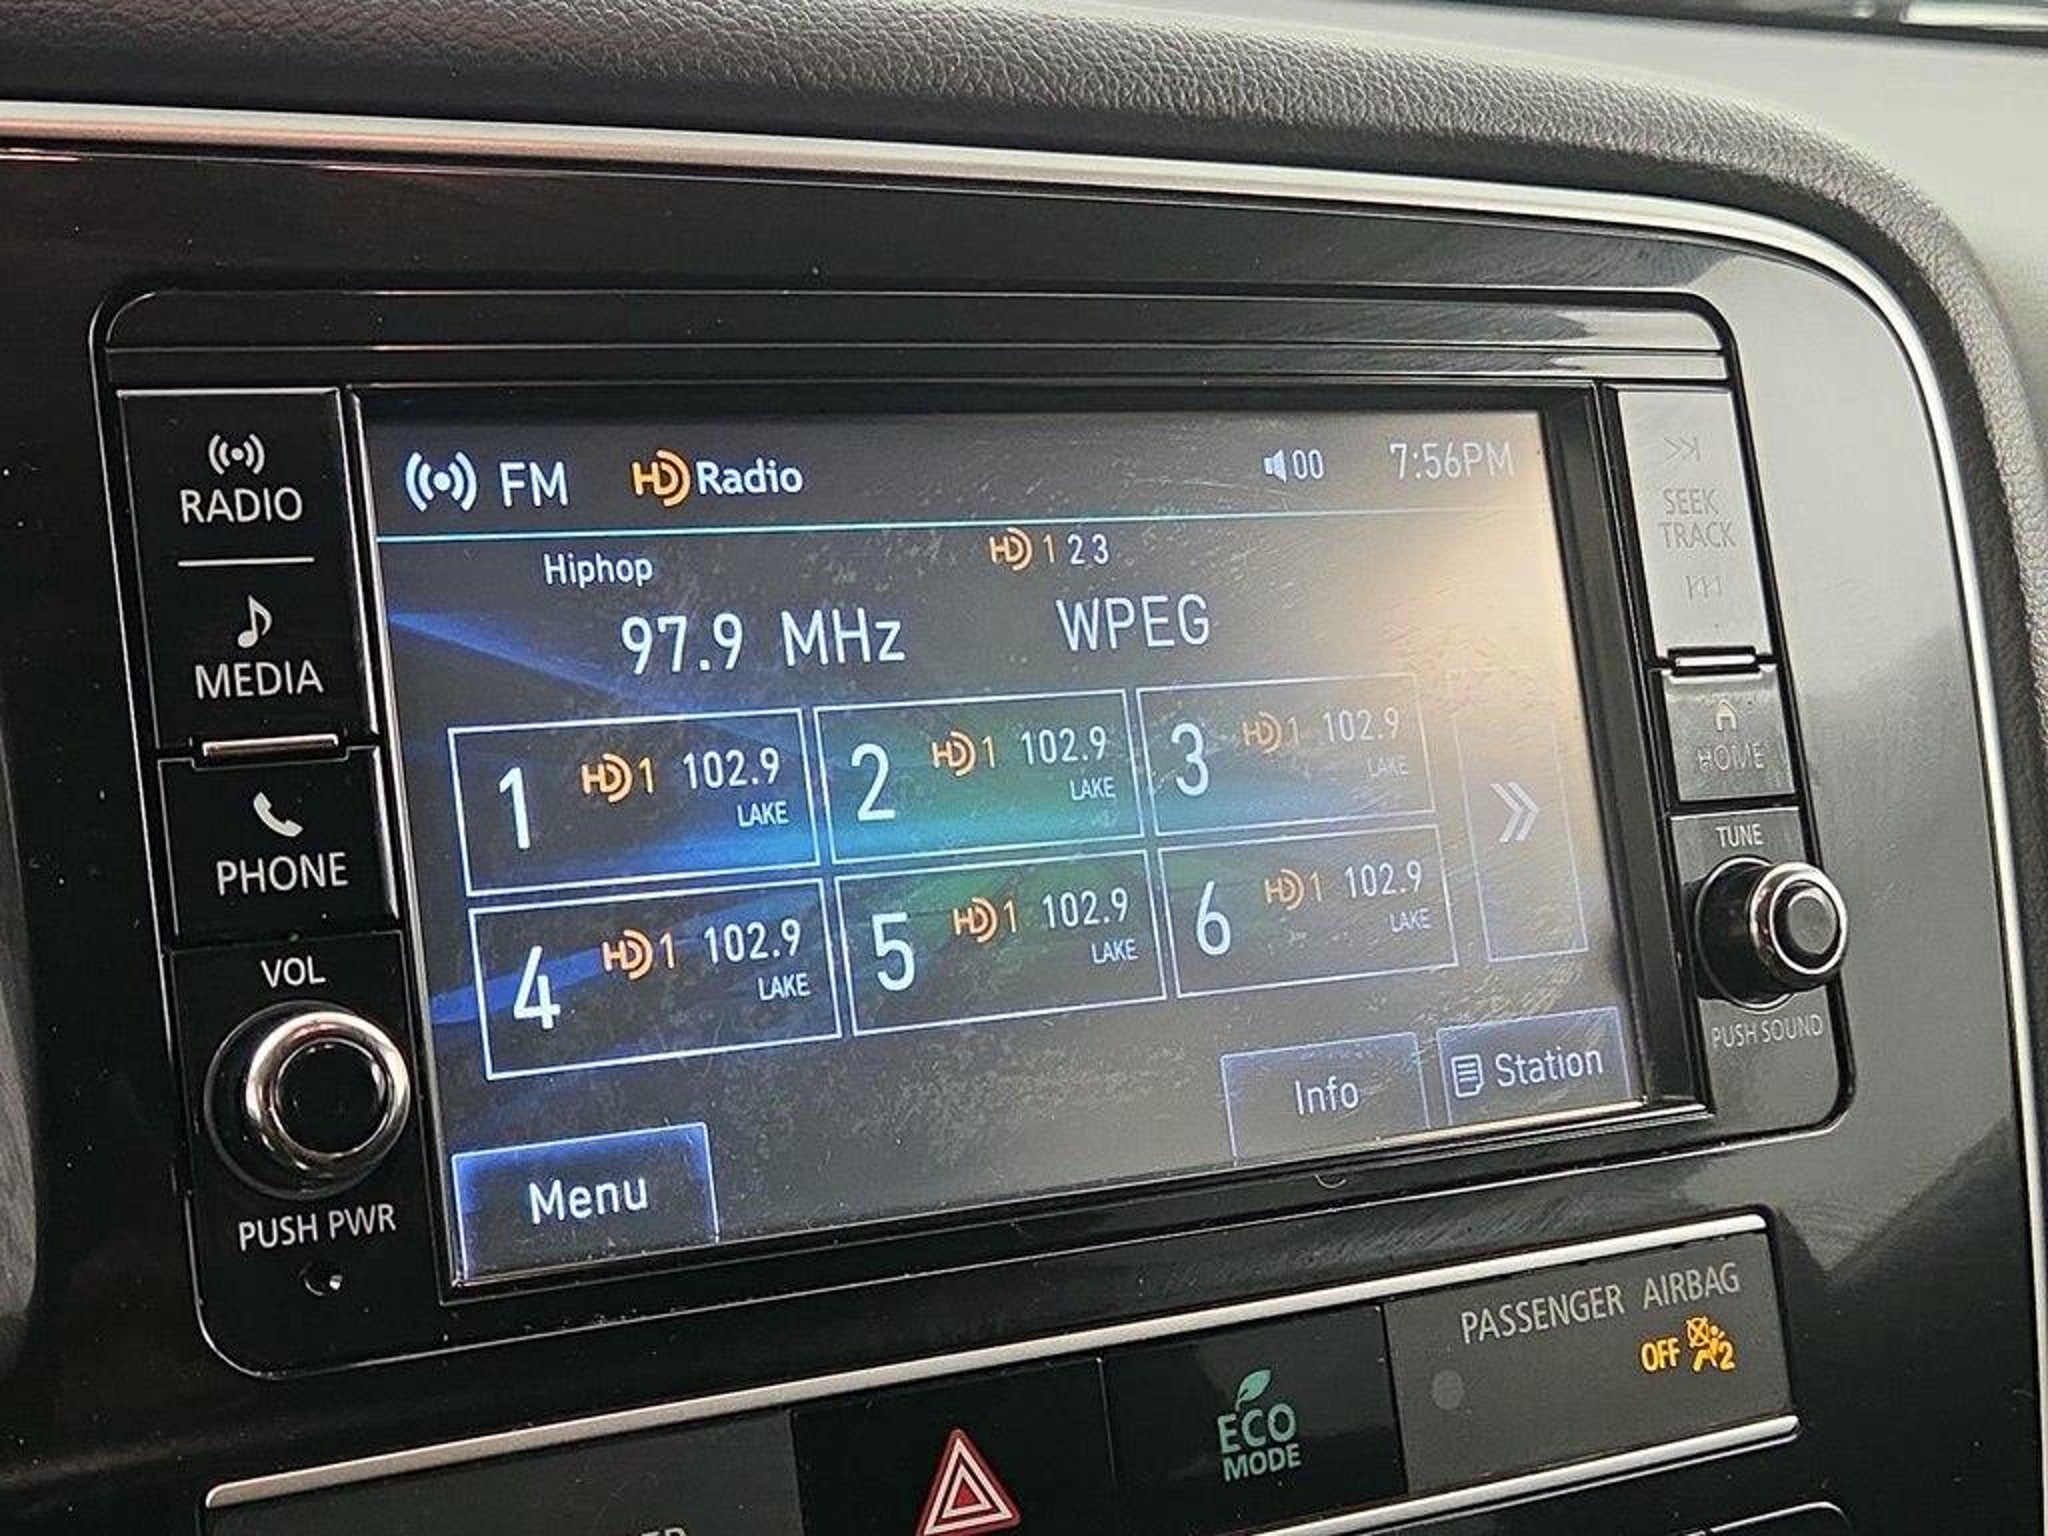 RADIO
MEDIA
PHONE
VOL
PUSH PWR
FM HD Radio 00 7:56PM
Hiphop HD 1 2 3
97.9 MHz WPEG
1 HD 1 102.9
LAKE
2 HD 1 102.9
LAKE
3 HD 1 102.9
LAKE
4 HD 1 102.9
LAKE
5 HD 1 102.9
LAKE
6 HD 1 102.9
LAKE
Info Station
Menu
SEEK
TRACK
HOME
TUNE
PUSH SOUND
PASSENGER AIRBAG
OFF 2
ECO
MODE